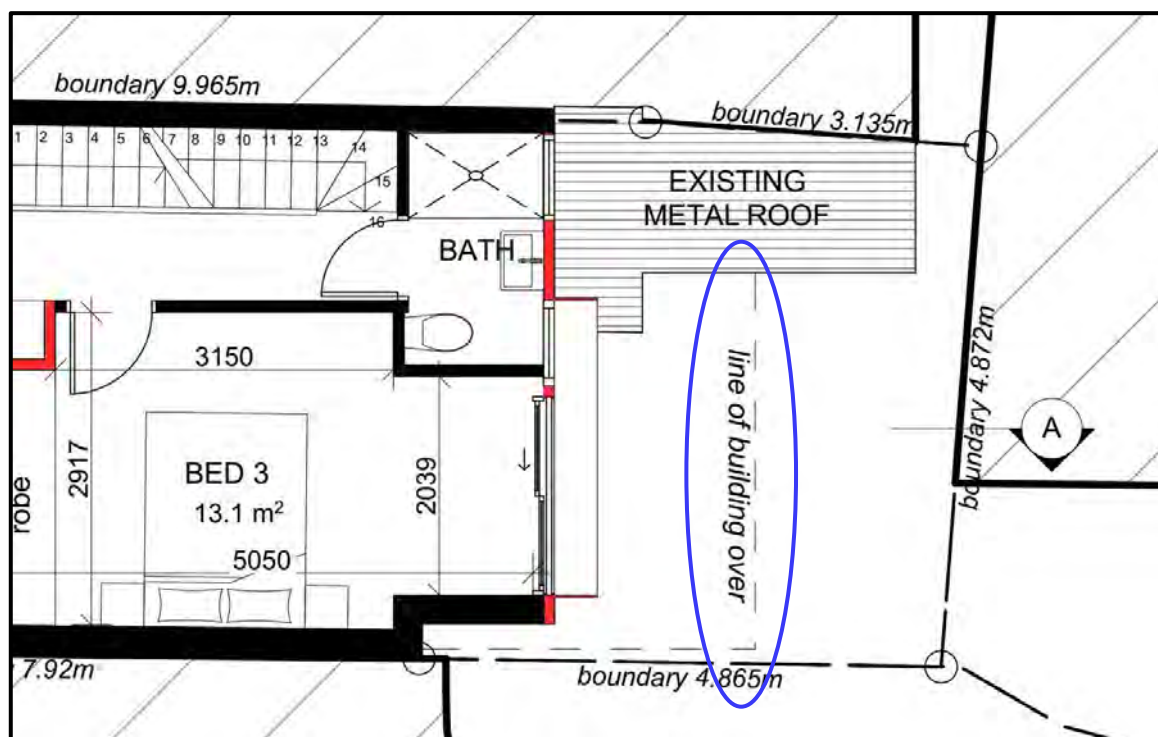 boundary 9.965m
boundary 3.135m
1 2 3 4 5 6 7 8 9 10 11 12 13 14
15
16
EXISTING
METAL ROOF
BATH
line of building over
boundary 4.872m
A
3150
2917
BED 3
13.1 m²
2039
robe
5050
7.92m
boundary 4.865m